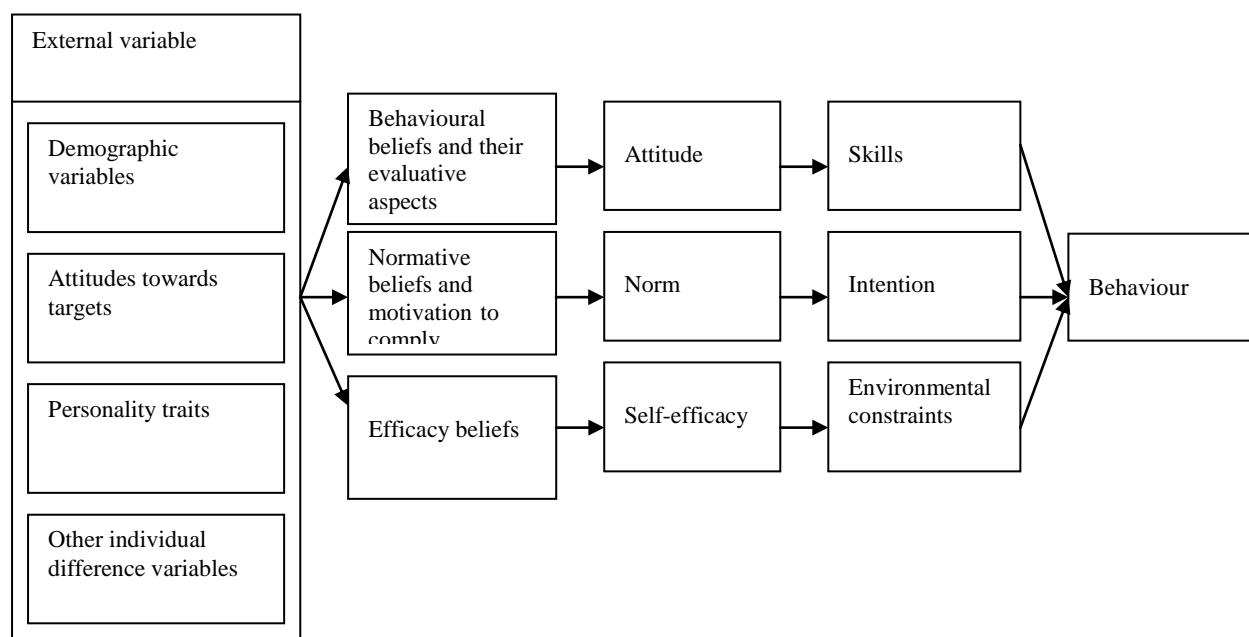 External variable
Demographic
variables
Attitudes towards
targets
Personality traits
Other individual
difference variables
Behavioural
beliefs and their
evaluative
aspects
Normative
beliefs and
motivation to
comply
Efficacy beliefs
Attitude
Norm
Self-efficacy
Skills
Intention
Environmental
constraints
Behaviour